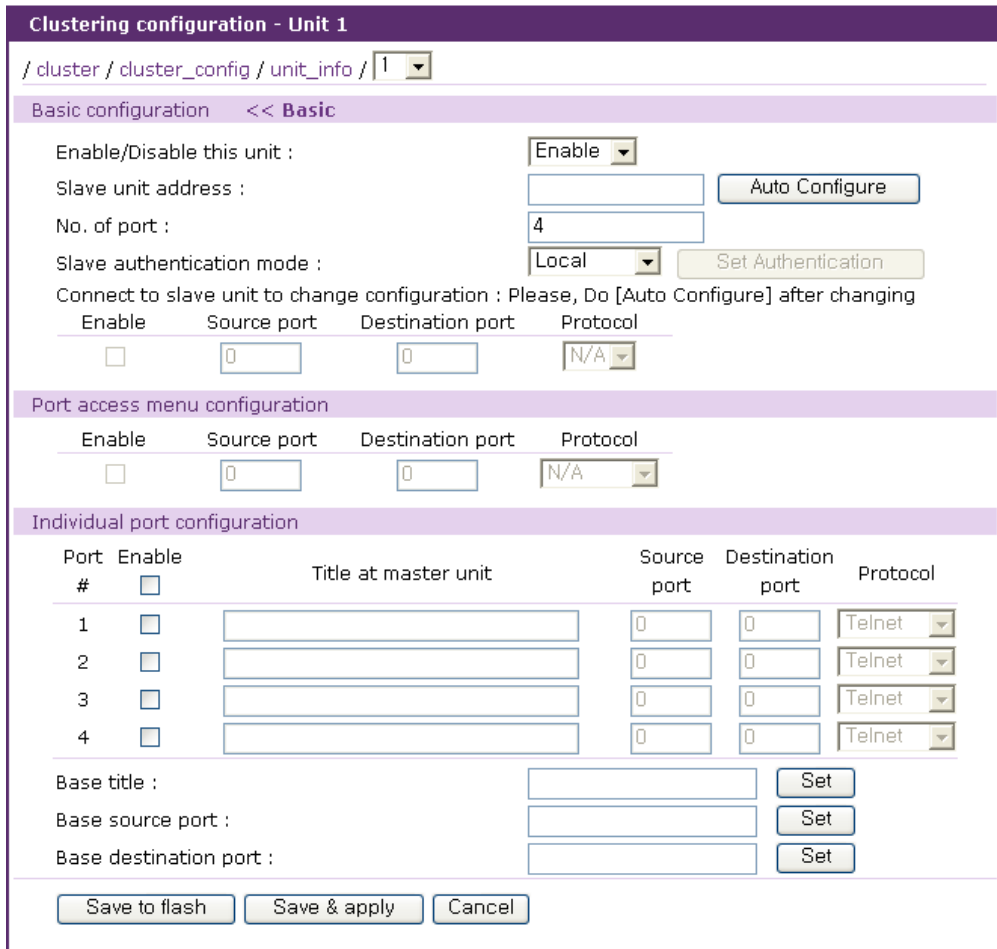 Clustering configuration - Unit 1
/ cluster / cluster_config / unit_info / 1
Basic configuration << Basic
Enable/Disable this unit : Enable
Slave unit address : Auto Configure
No. of port : 4
Slave authentication mode : Local Set Authentication
Connect to slave unit to change configuration : Please, Do [Auto Configure] after changing
Enable Source port Destination port Protocol
0 0 N/A
Port access menu configuration
Enable Source port Destination port Protocol
0 0 N/A
Individual port configuration
Port # Enable Title at master unit Source port Destination port Protocol
1 0 0 Telnet
2 0 0 Telnet
3 0 0 Telnet
4 0 0 Telnet
Base title : Set
Base source port : Set
Base destination port : Set
Save to flash Save & apply Cancel